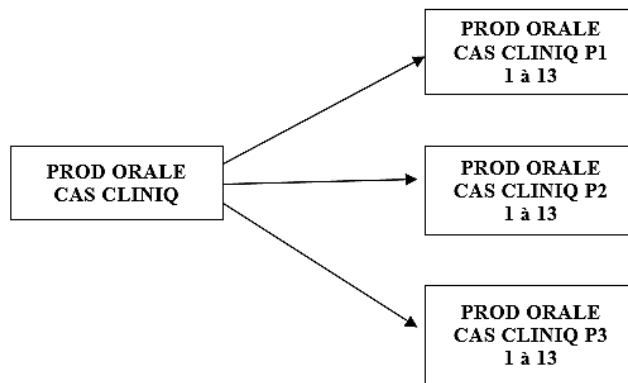 PROD ORALE
CAS CLINIQ P1
1 à 13
PROD ORALE
CAS CLINIQ
PROD ORALE
CAS CLINIQ P2
1 à 13
PROD ORALE
CAS CLINIQ P3
1 à 13